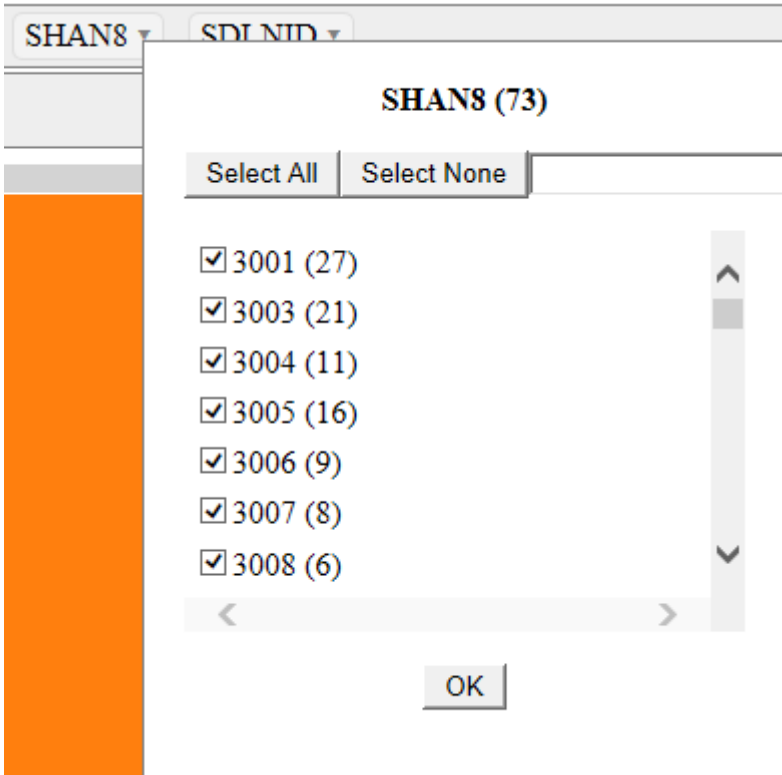 SHAN8 SDLNID
SHAN8 (73)
Select All Select None
3001 (27)
3003 (21)
3004 (11)
3005 (16)
3006 (9)
3007 (8)
3008 (6)
OK